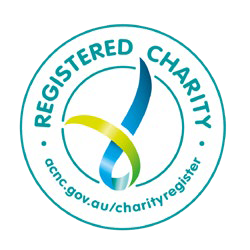 REGISTERED CHARITY
acnc.gov.au/charityregister